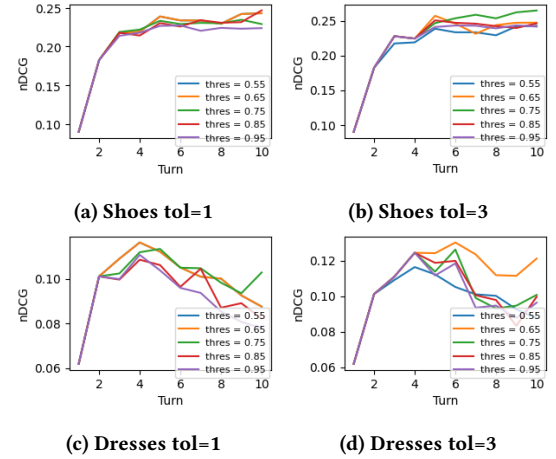 0.25
0.20
0.15
0.10
nDCG
thres = 0.55
thres = 0.65
thres = 0.75
thres = 0.85
thres = 0.95
2 4 6 8 10
Turn
(a) Shoes tol=1
0.25
0.20
0.15
0.10
nDCG
thres = 0.55
thres = 0.65
thres = 0.75
thres = 0.85
thres = 0.95
2 4 6 8 10
Turn
(b) Shoes tol=3
0.10
0.08
0.06
nDCG
thres = 0.55
thres = 0.65
thres = 0.75
thres = 0.85
thres = 0.95
2 4 6 8 10
Turn
(c) Dresses tol=1
0.12
0.10
0.08
0.06
nDCG
thres = 0.55
thres = 0.65
thres = 0.75
thres = 0.85
thres = 0.95
2 4 6 8 10
Turn
(d) Dresses tol=3